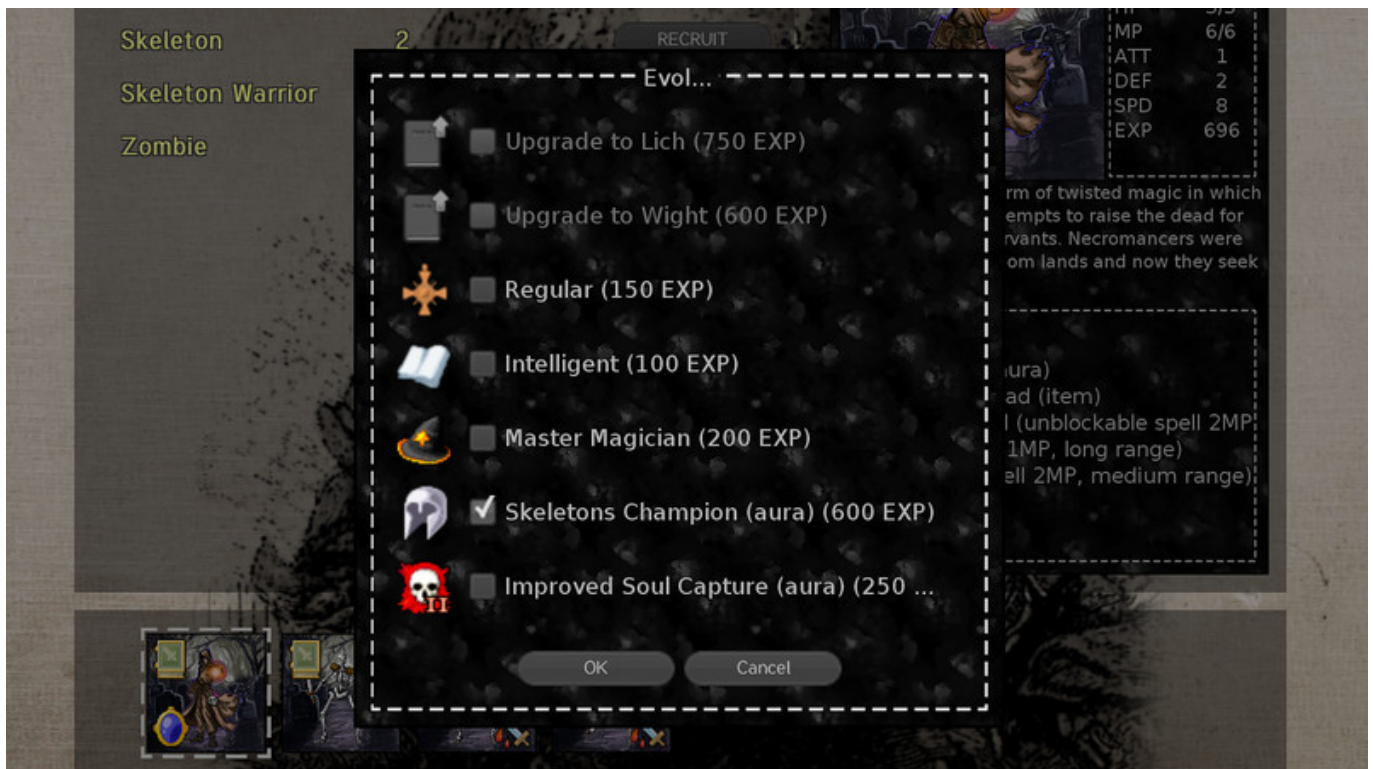 Skeleton 2 RECRUIT
Skeleton Warrior
Zombie
Evol...
Upgrade to Lich (750 EXP)
Upgrade to Wight (600 EXP)
Regular (150 EXP)
Intelligent (100 EXP)
Master Magician (200 EXP)
Skeletons Champion (aura) (600 EXP)
II
Improved Soul Capture (aura) (250 ...
OK Cancel
MP 6/6
ATT 1
DEF 2
SPD 8
EXP 696
rm of twisted magic in which
empts to raise the dead for
rvants. Necromancers were
om lands and now they seek
ura)
ad (item)
(unblockable spell 2MP
1MP, long range)
ell 2MP, medium range)